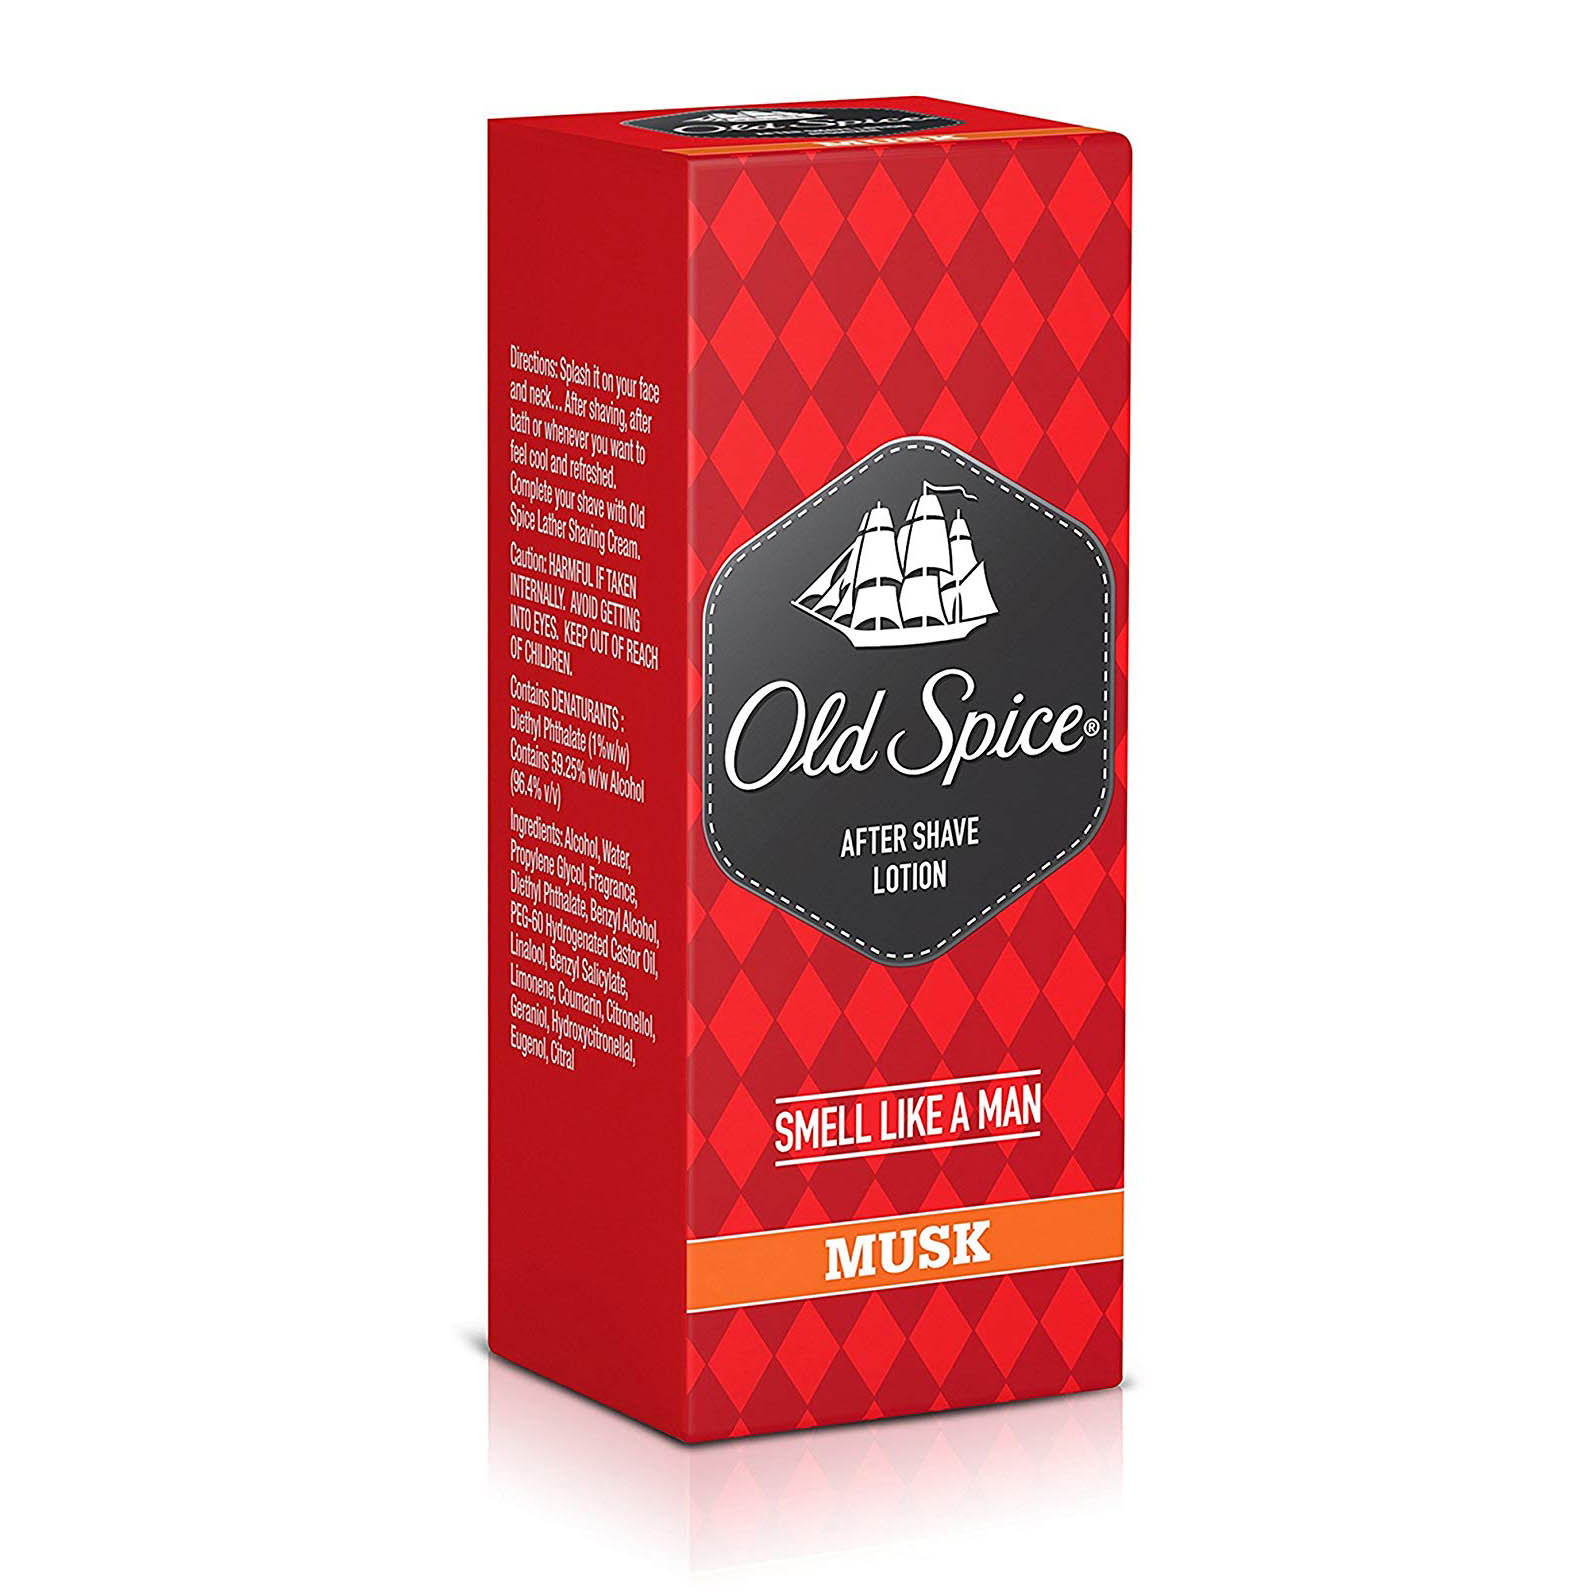 Old Spice
MUSK
Directions: Splash it on your face
and neck... After shaving, after
bath or whenever you want to
feel cool and refreshed.
Complete your shave with Old
Spice Lather Shaving Cream.
Caution: HARMFUL IF TAKEN
INTERNALLY. AVOID GETTING
INTO EYES. KEEP OUT OF REACH
OF CHILDREN.
Contains DENATURANTS :
Diethyl Phthalate (1%w/w)
Contains 59.25% w/w Alcohol
(96.4% v/v)
Ingredients: Alcohol, Water,
Propylene Glycol, Fragrance,
Diethyl Phthalate, Benzyl Alcohol,
PEG-60 Hydrogenated Castor Oil,
Linalool, Benzyl Salicylate,
Limonene, Coumarin, Citronellol,
Geraniol, Hydroxycitronellal,
Eugenol, Citral
Old Spice®
AFTER SHAVE
LOTION
SMELL LIKE A MAN
MUSK